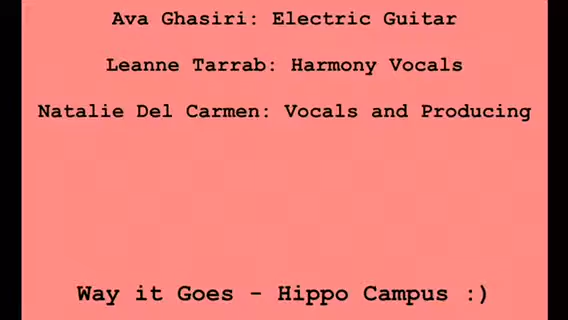 Ava Ghasiri: Electric Guitar
Leanne Tarrab: Harmony Vocals
Natalie Del Carmen: Vocals and Producing
Way it Goes - Hippo Campus :)